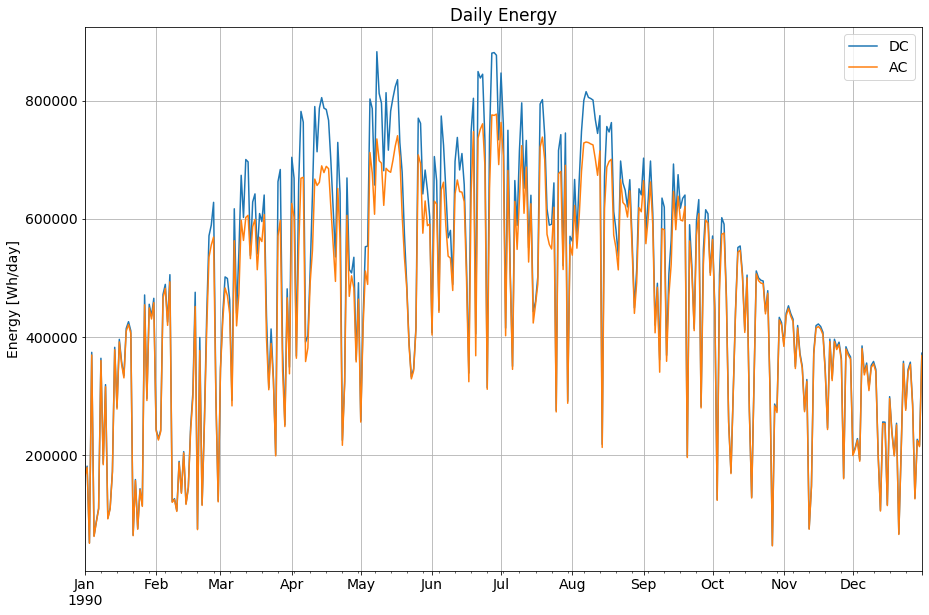 Daily Energy
DC
AC
Energy [Wh/day]
800000
600000
400000
200000
Jan Feb Mar Apr May Jun Jul Aug Sep Oct Nov Dec
1990